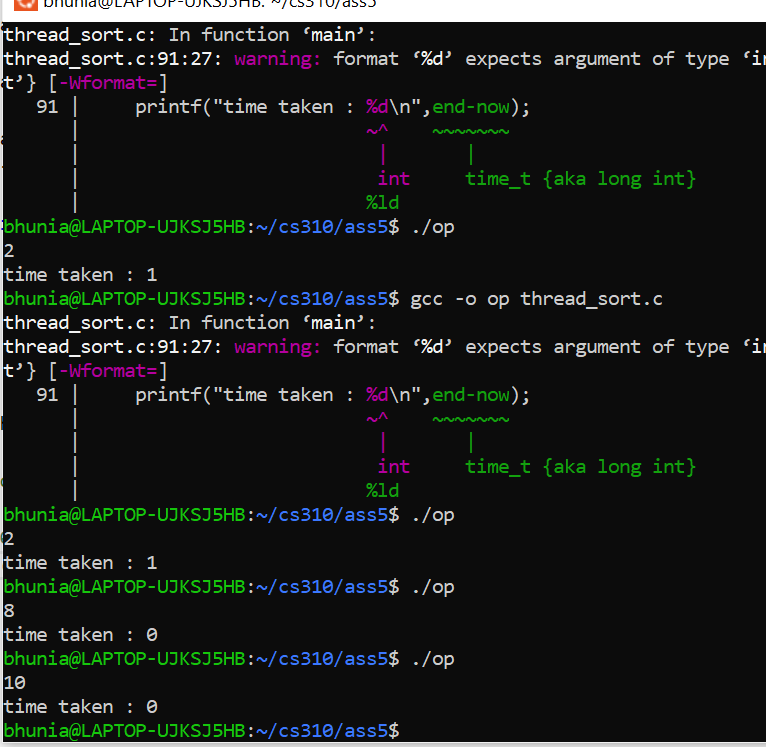 bhunia@LAPTOP-UJKSJ5HB: ~/cs310/ass5
thread_sort.c: In function ‘main’:
thread_sort.c:91:27: warning: format ‘%d’ expects argument of type ‘in
t’} [-Wformat=]
91 | printf("time taken : %d\n",end-now);
| ~^ ~~~~~~~
| | |
| int time_t {aka long int}
| %ld
bhunia@LAPTOP-UJKSJ5HB:~/cs310/ass5$ ./op
2
time taken : 1
bhunia@LAPTOP-UJKSJ5HB:~/cs310/ass5$ gcc -o op thread_sort.c
thread_sort.c: In function ‘main’:
thread_sort.c:91:27: warning: format ‘%d’ expects argument of type ‘in
t’} [-Wformat=]
91 | printf("time taken : %d\n",end-now);
| ~^ ~~~~~~~
| | |
| int time_t {aka long int}
| %ld
bhunia@LAPTOP-UJKSJ5HB:~/cs310/ass5$ ./op
2
time taken : 1
bhunia@LAPTOP-UJKSJ5HB:~/cs310/ass5$ ./op
8
time taken : 0
bhunia@LAPTOP-UJKSJ5HB:~/cs310/ass5$ ./op
10
time taken : 0
bhunia@LAPTOP-UJKSJ5HB:~/cs310/ass5$